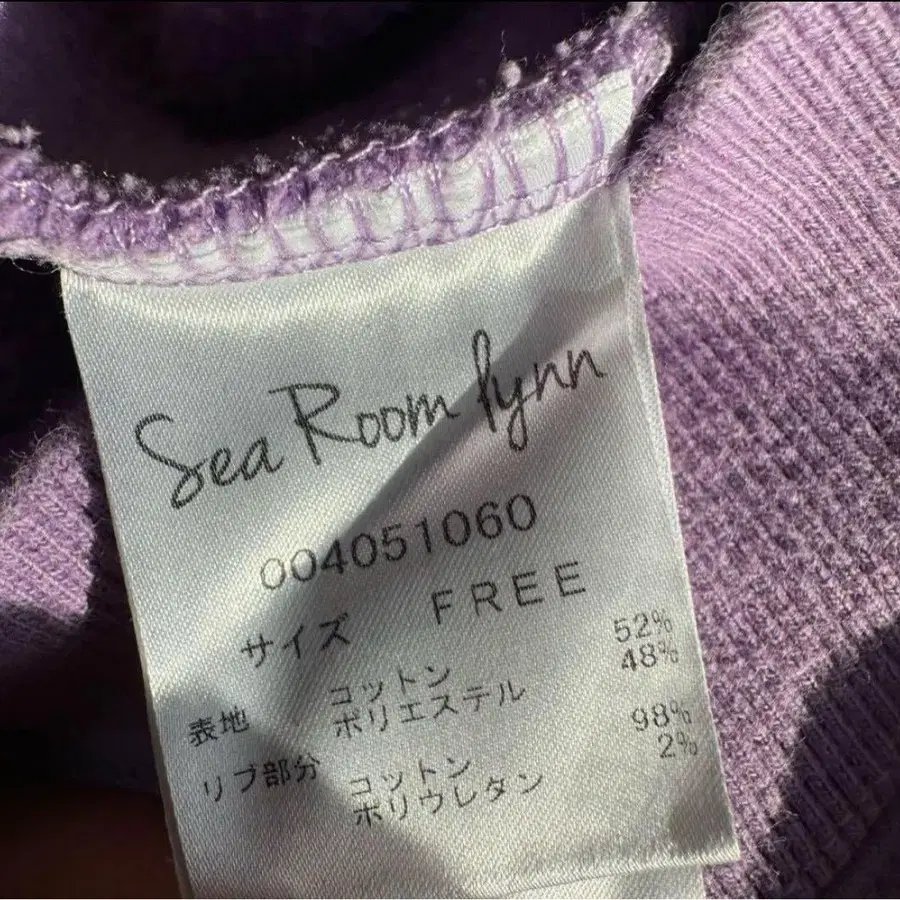 Sea Room lynn
004051060
サイズ FREE
表地 コットン 52%
ポリエステル 48%
リブ部分 コットン 98%
ポリウレタン 2%